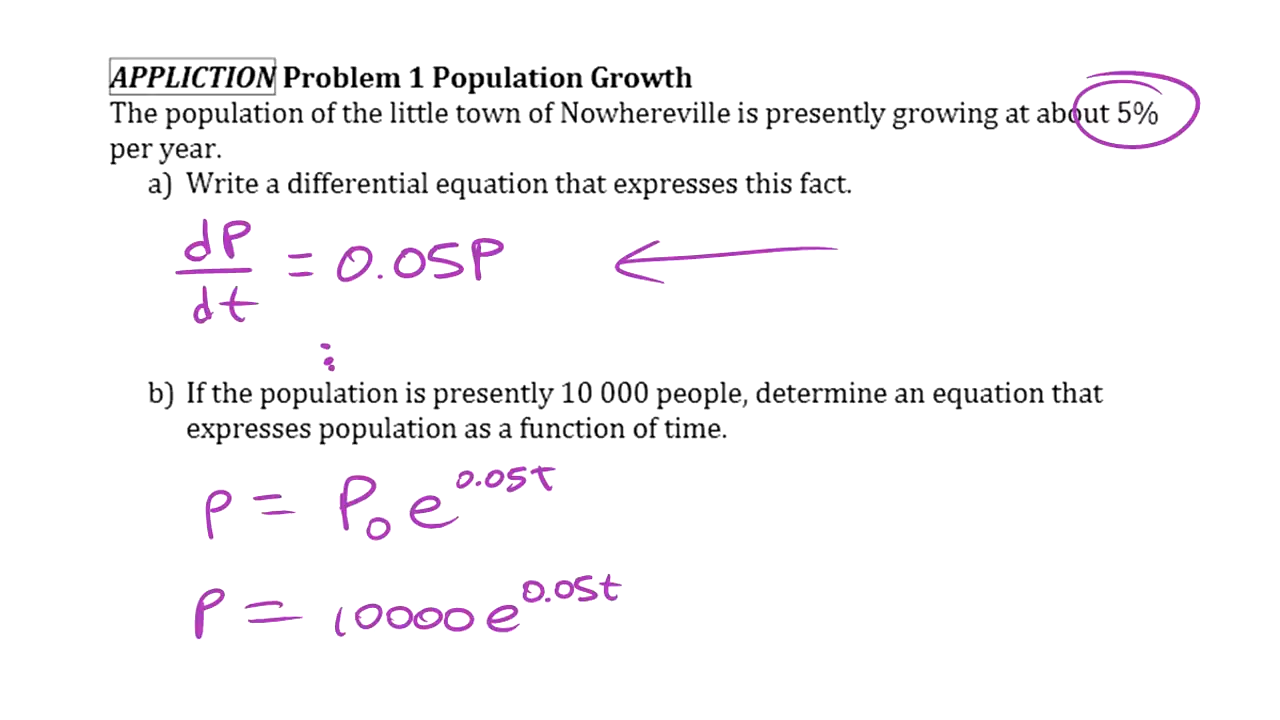 APPLICTION Problem 1 Population Growth
The population of the little town of Nowhereville is presently growing at about 5%
per year.
a) Write a differential equation that expresses this fact.
dP/dt = 0.05P
b) If the population is presently 10 000 people, determine an equation that
expresses population as a function of time.
P = P₀ e^0.05t
P = 10000 e^0.05t